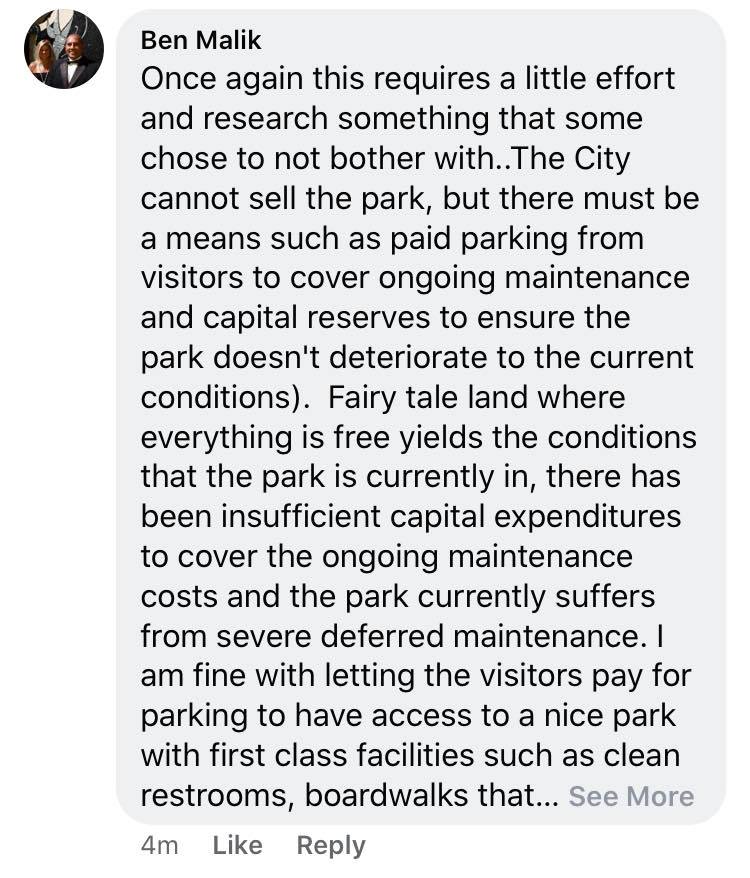 Ben Malik
Once again this requires a little effort
and research something that some
chose to not bother with..The City
cannot sell the park, but there must be
a means such as paid parking from
visitors to cover ongoing maintenance
and capital reserves to ensure the
park doesn't deteriorate to the current
conditions).  Fairy tale land where
everything is free yields the conditions
that the park is currently in, there has
been insufficient capital expenditures
to cover the ongoing maintenance
costs and the park currently suffers
from severe deferred maintenance. I
am fine with letting the visitors pay for
parking to have access to a nice park
with first class facilities such as clean
restrooms, boardwalks that... See More
4m Like Reply